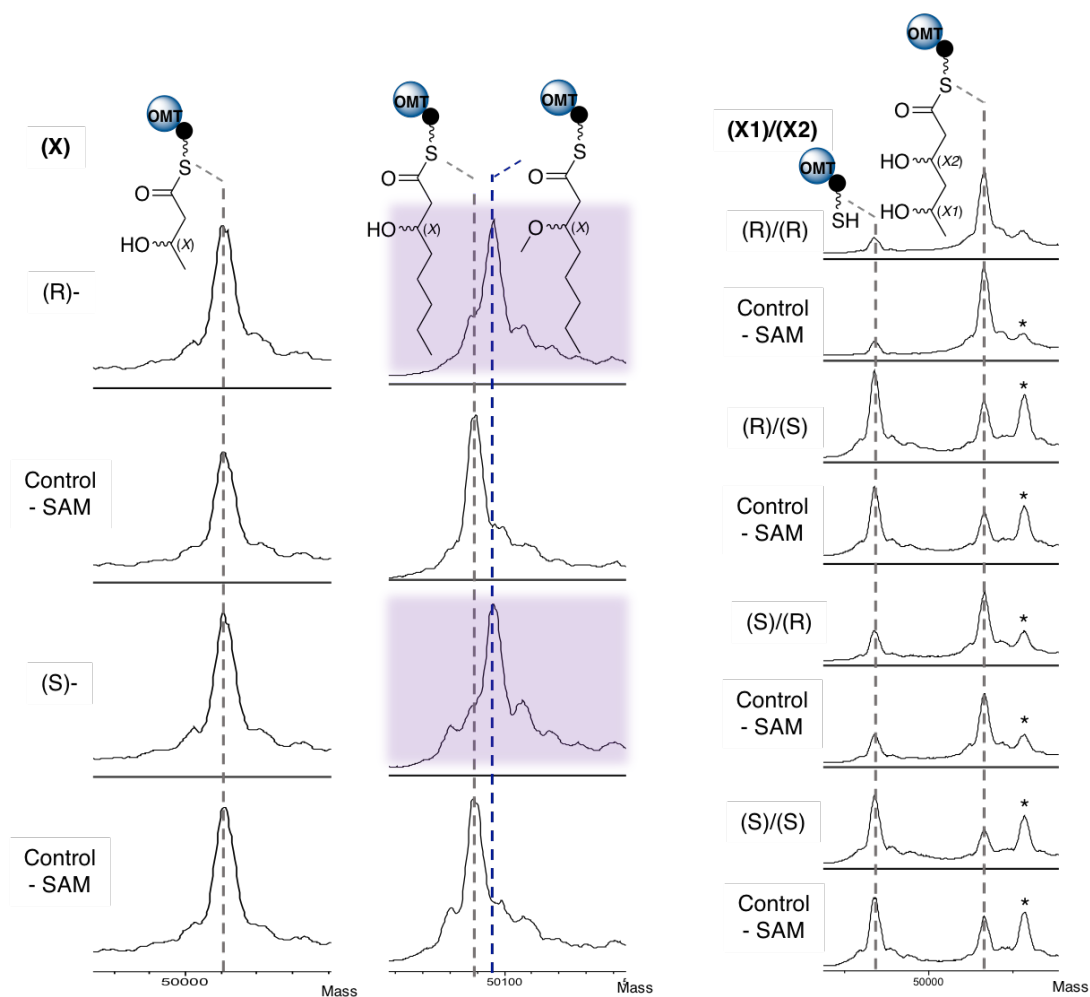 (X)
OMT
S
O
HO
(X)
OMT
S
O
HO
(X)
OMT
S
O
O
(X)
(X1)/(X2)
OMT
SH
OMT
S
O
HO
(X2)
HO
(X1)
(R)-
Control
- SAM
(S)-
Control
- SAM
(R)/(R)
Control
- SAM
*
(R)/(S)
*
Control
- SAM
*
(S)/(R)
*
Control
- SAM
*
(S)/(S)
*
Control
- SAM
*
50000
Mass
50100
Mass
50000
Mass